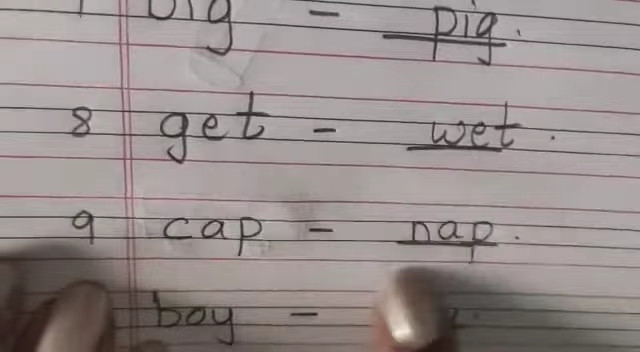 big - pig.
8 get - wet.
9 cap - nap.
boy -